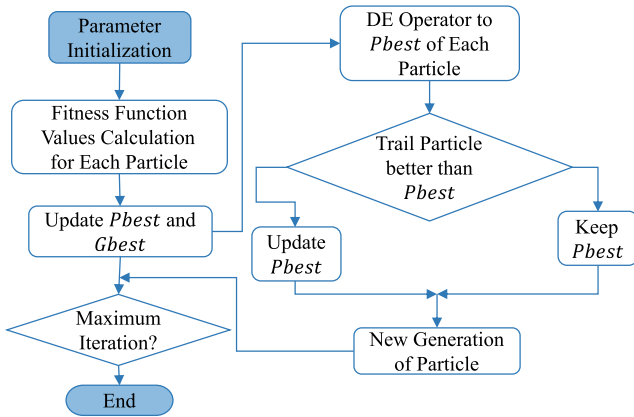 Parameter
Initialization
Fitness Function
Values Calculation
for Each Particle
Update Pbest and
Gbest
Maximum
Iteration?
End
DE Operator to
Pbest of Each
Particle
Trail Particle
better than
Pbest
Update
Pbest
Keep
Pbest
New Generation
of Particle